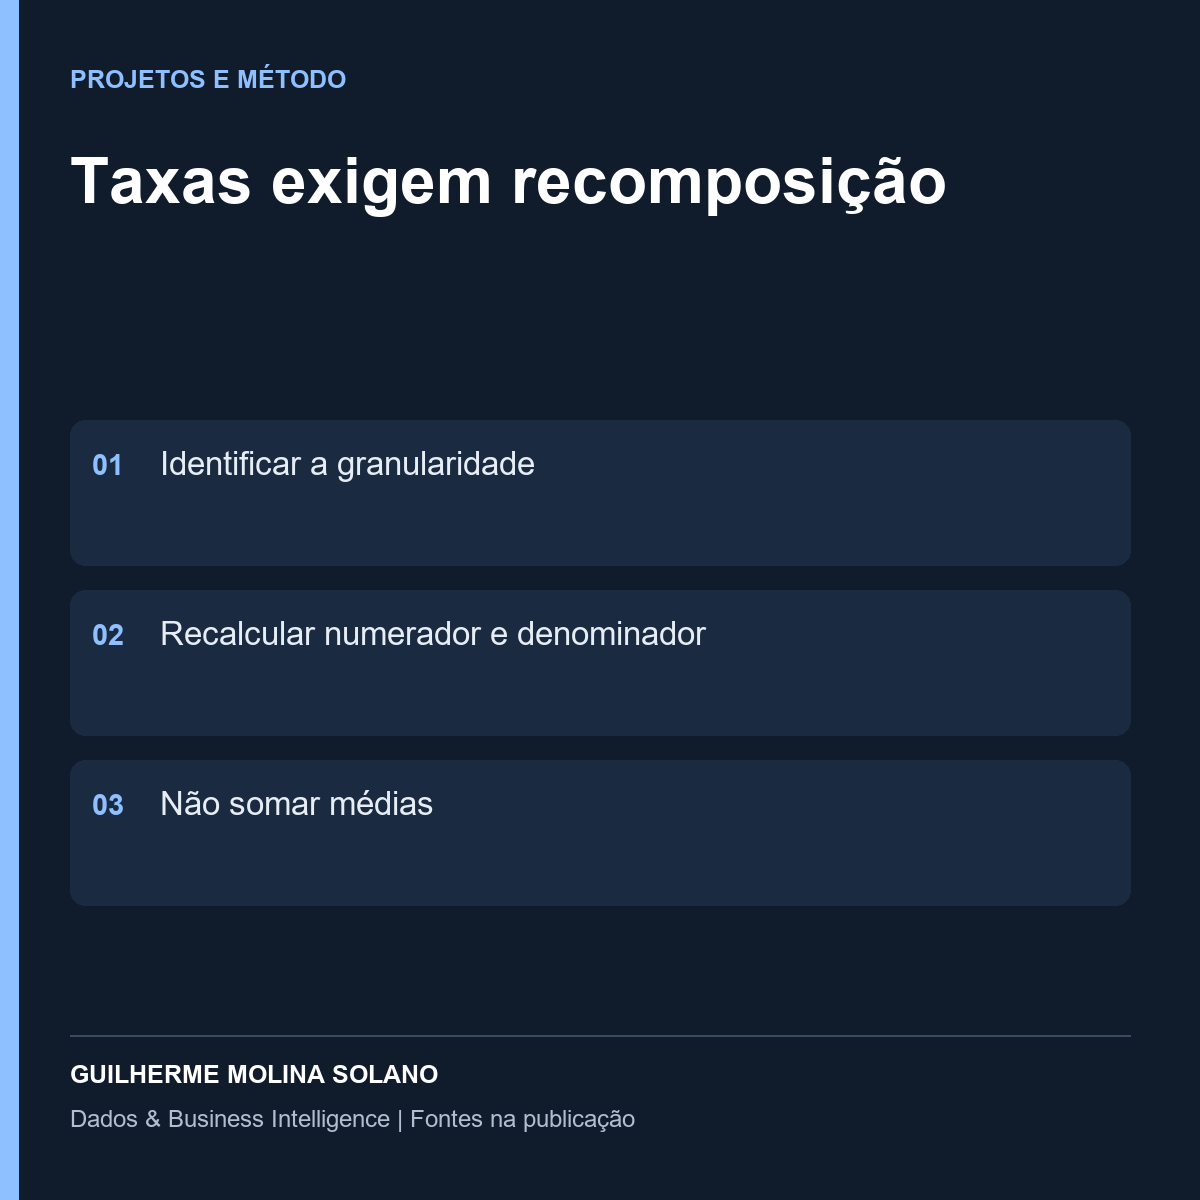 PROJETOS E MÉTODO
Taxas exigem recomposição
01 Identificar a granularidade
02 Recalcular numerador e denominador
03 Não somar médias
GUILHERME MOLINA SOLANO
Dados & Business Intelligence | Fontes na publicação